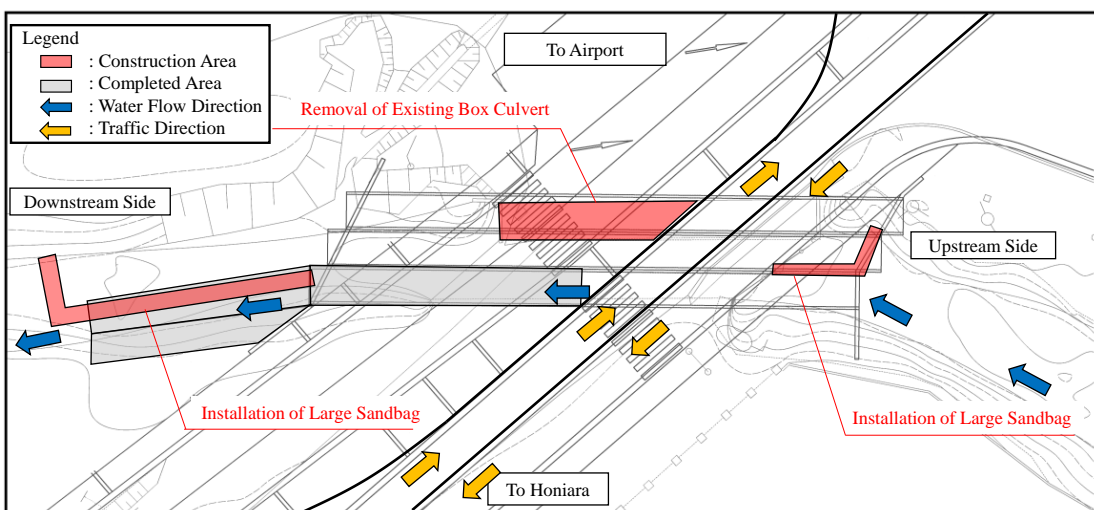 Legend
: Construction Area
: Completed Area
: Water Flow Direction
: Traffic Direction
To Airport
Removal of Existing Box Culvert
Downstream Side
Upstream Side
Installation of Large Sandbag
Installation of Large Sandbag
To Honiara